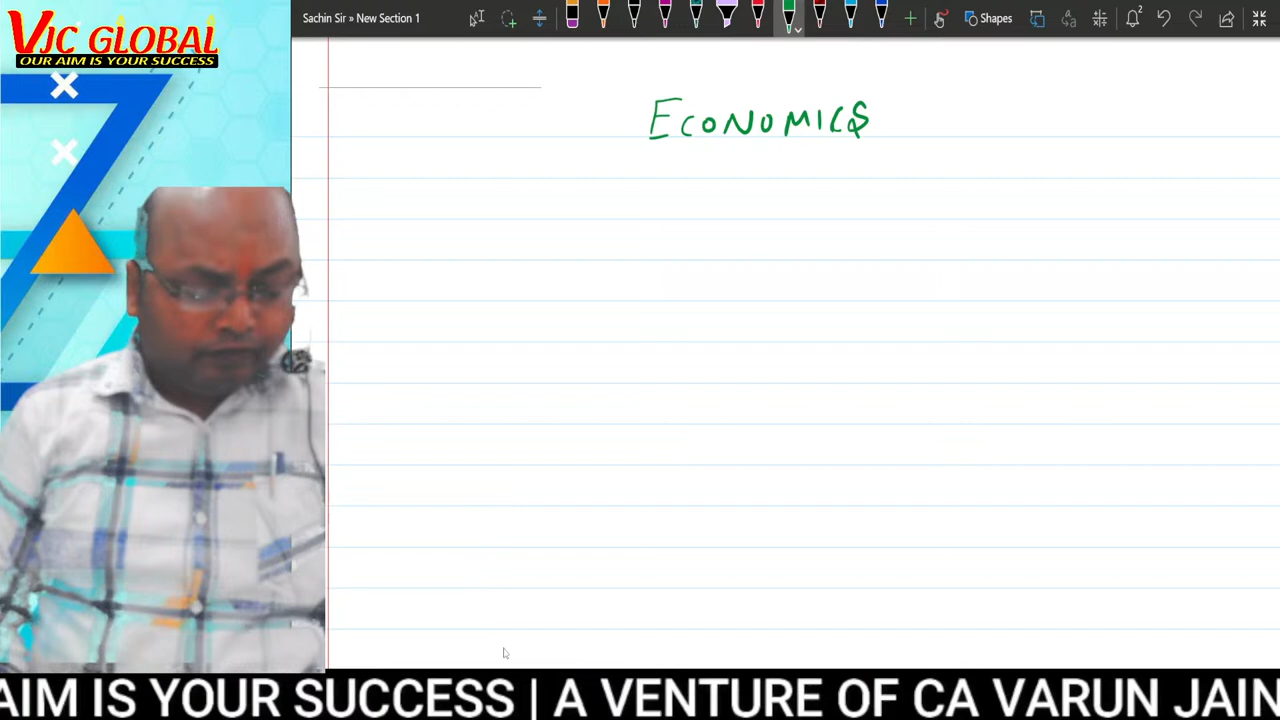 VJC GLOBAL
OUR AIM IS YOUR SUCCESS
Sachin Sir » New Section 1
Shapes
2
ECONOMICS
AIM IS YOUR SUCCESS | A VENTURE OF CA VARUN JAIN